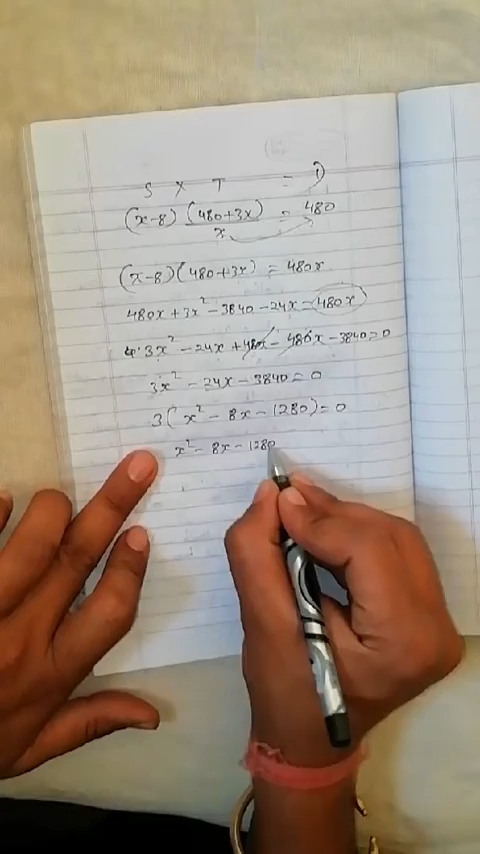 S x T = D
(x-8) (480+3x)/x = 480
(x-8)(480+3x) = 480x
480x + 3x² - 3840 - 24x = 480x
3x² - 24x + 480x - 480x - 3840 = 0
3x² - 24x - 3840 = 0
3(x² - 8x - 1280) = 0
x² - 8x - 1280